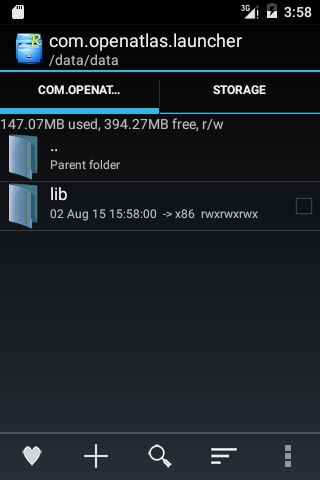 3G
3:58
R
com.openatlas.launcher
/data/data
COM.OPENAT...
STORAGE
147.07MB used, 394.27MB free, r/w
..
Parent folder
lib
02 Aug 15 15:58:00 -> x86 rwxrwxrwx